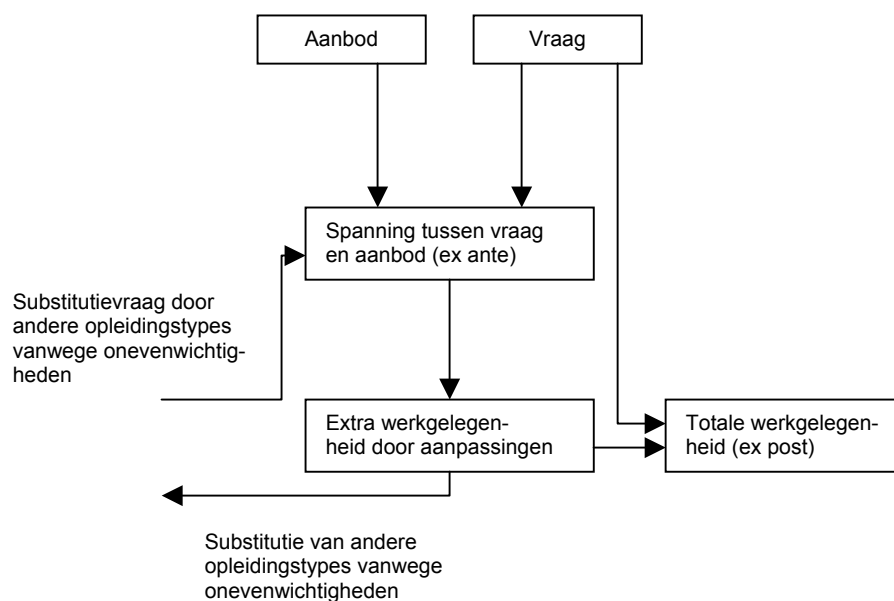 Aanbod
Vraag
Spanning tussen vraag
en aanbod (ex ante)
Substitutievraag door
andere opleidingstypes
vanwege onevenwichtig-
heden
Extra werkgelegen-
heid door aanpassingen
Totale werkgelegen-
heid (ex post)
Substitutie van andere
opleidingstypes vanwege
onevenwichtigheden